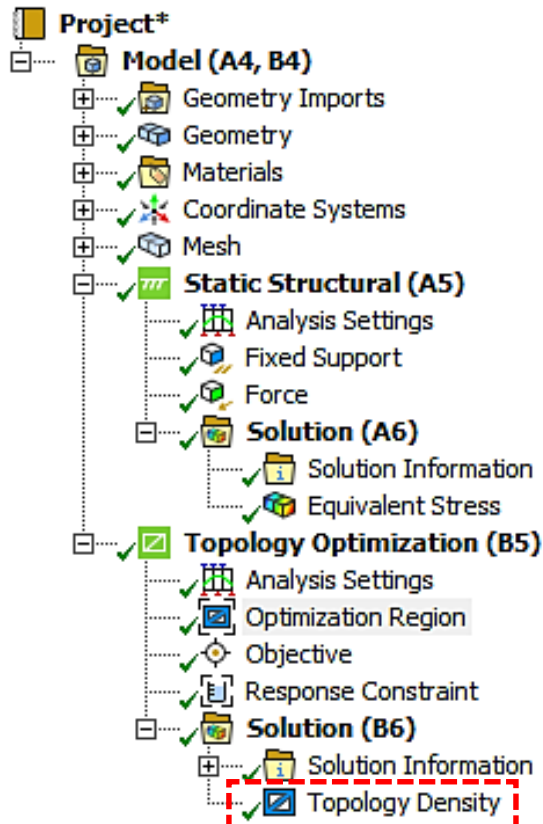 Project*
Model (A4, B4)
Geometry Imports
Geometry
Materials
Coordinate Systems
Mesh
Static Structural (A5)
Analysis Settings
Fixed Support
Force
Solution (A6)
Solution Information
Equivalent Stress
Topology Optimization (B5)
Analysis Settings
Optimization Region
Objective
Response Constraint
Solution (B6)
Solution Information
Topology Density